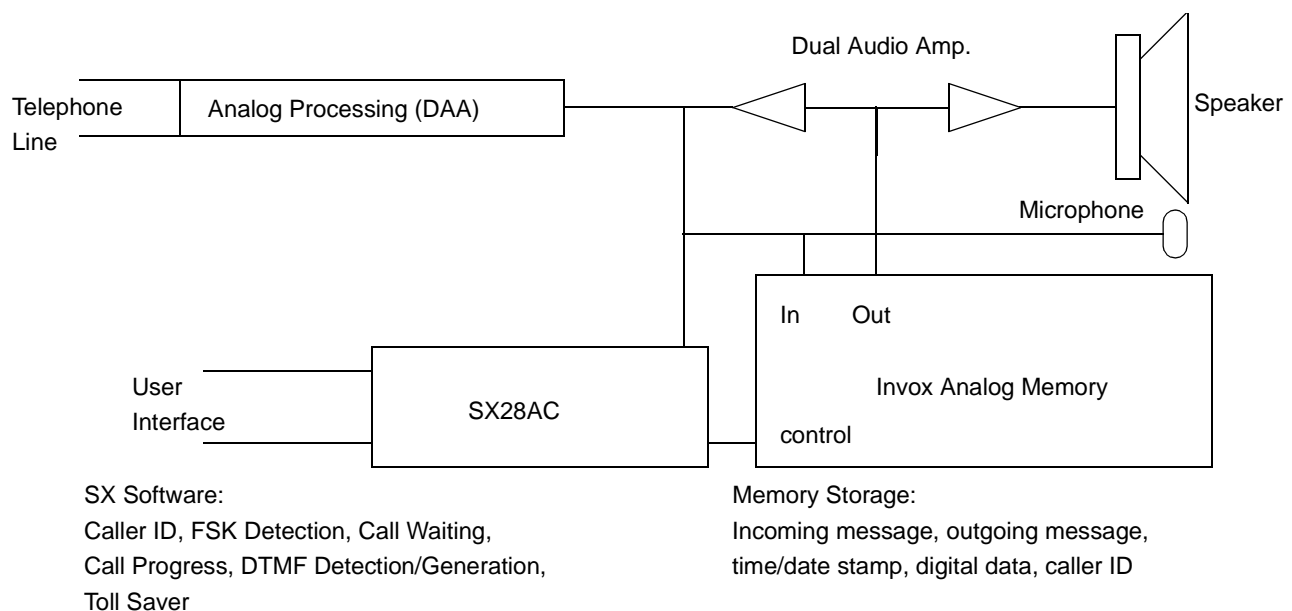 Dual Audio Amp.
Telephone
Line
Analog Processing (DAA)
Speaker
Microphone
In Out
User
Interface
SX28AC
Invox Analog Memory
control
SX Software:
Caller ID, FSK Detection, Call Waiting,
Call Progress, DTMF Detection/Generation,
Toll Saver
Memory Storage:
Incoming message, outgoing message,
time/date stamp, digital data, caller ID